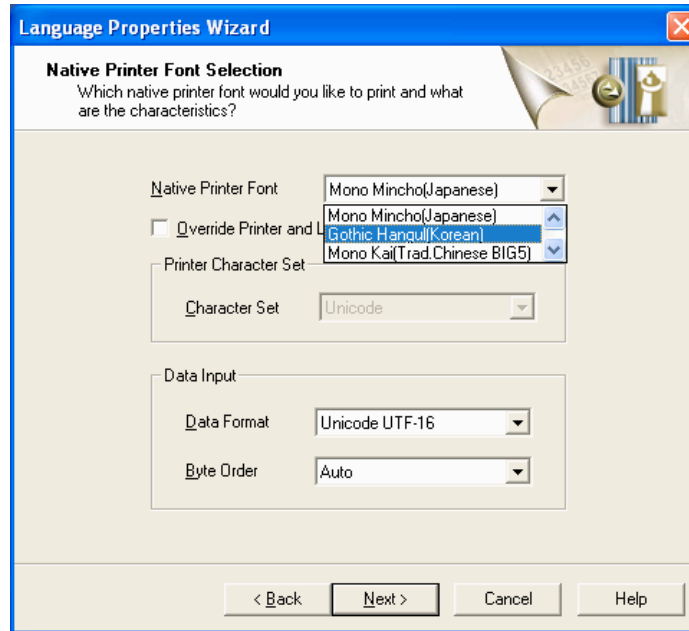 Language Properties Wizard
Native Printer Font Selection
Which native printer font would you like to print and what
are the characteristics?
Native Printer Font
Mono Mincho(Japanese)
Mono Mincho(Japanese)
Gothic Hangul(Korean)
Mono Kai(Trad.Chinese BIG5)
Override Printer and L
Printer Character Set
Character Set
Unicode
Data Input
Data Format
Unicode UTF-16
Byte Order
Auto
< Back
Next >
Cancel
Help